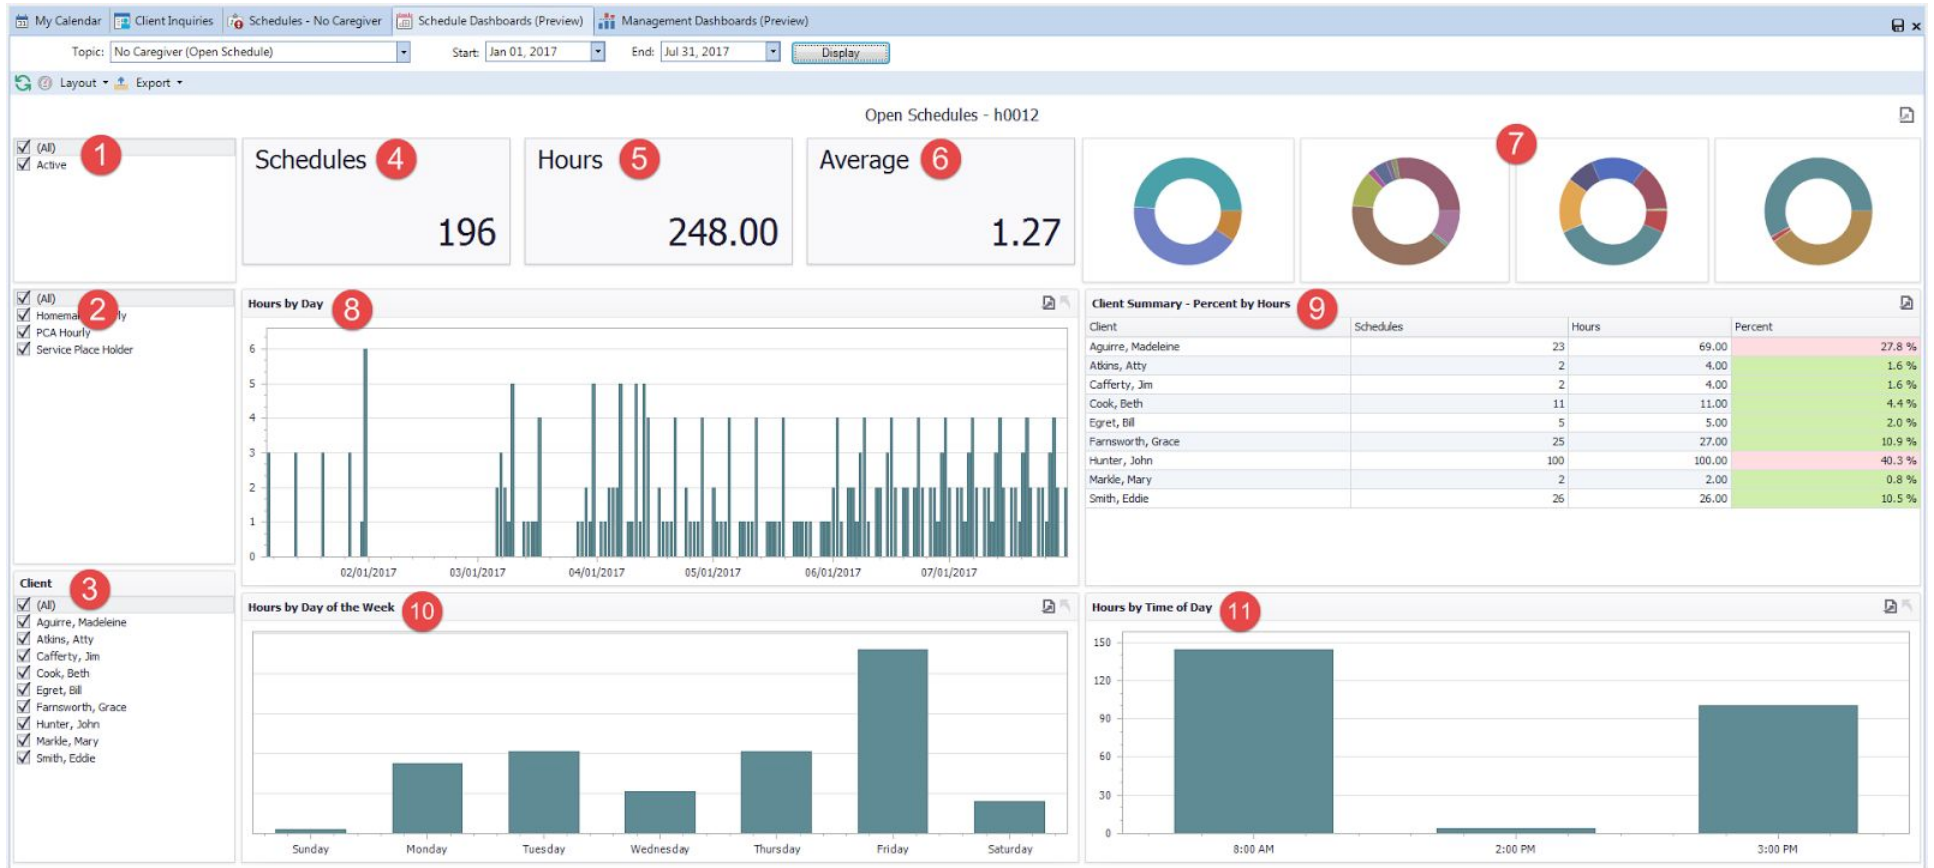 My Calendar Client Inquiries Schedules - No Caregiver Schedule Dashboards (Preview) Management Dashboards (Preview)
Topic: No Caregiver (Open Schedule) Start: Jan 01, 2017 End: Jul 31, 2017 Display
Layout Export
Open Schedules - h0012
(All)
Active
1
Schedules 4
196
Hours 5
248.00
Average 6
1.27
7
(All)
2
PCA Hourly
Service Place Holder
Client 3
(All)
Aguirre, Madeleine
Atkins, Atty
Cafferty, Jim
Cook, Beth
Egret, Bill
Farnsworth, Grace
Hunter, John
Markle, Mary
Smith, Eddie
Hours by Day 8
6
5
4
3
2
1
0
02/01/2017 03/01/2017 04/01/2017 05/01/2017 06/01/2017 07/01/2017
Client Summary - Percent by Hours 9
Client Schedules Hours Percent
Aguirre, Madeleine 23 69.00 27.8 %
Atkins, Atty 2 4.00 1.6 %
Cafferty, Jim 2 4.00 1.6 %
Cook, Beth 11 11.00 4.4 %
Egret, Bill 5 5.00 2.0 %
Farnsworth, Grace 25 27.00 10.9 %
Hunter, John 100 100.00 40.3 %
Markle, Mary 2 2.00 0.8 %
Smith, Eddie 26 26.00 10.5 %
Hours by Day of the Week 10
Sunday Monday Tuesday Wednesday Thursday Friday Saturday
Hours by Time of Day 11
150
120
90
60
30
0
8:00 AM 2:00 PM 3:00 PM